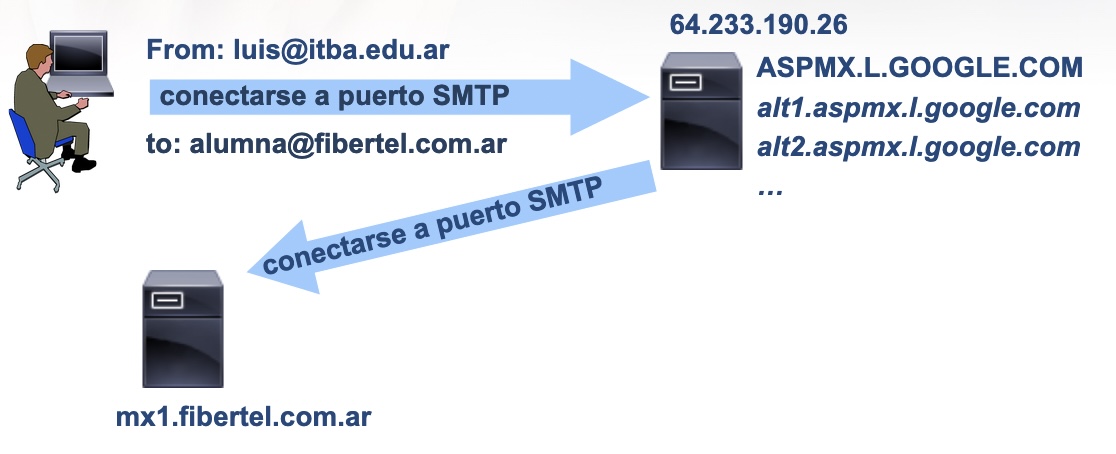 64.233.190.26
From: luis@itba.edu.ar
ASPMX.L.GOOGLE.COM
conectarse a puerto SMTP
alt1.aspmx.l.google.com
to: alumna@fibertel.com.ar
alt2.aspmx.l.google.com
...
conectarse a puerto SMTP
mx1.fibertel.com.ar